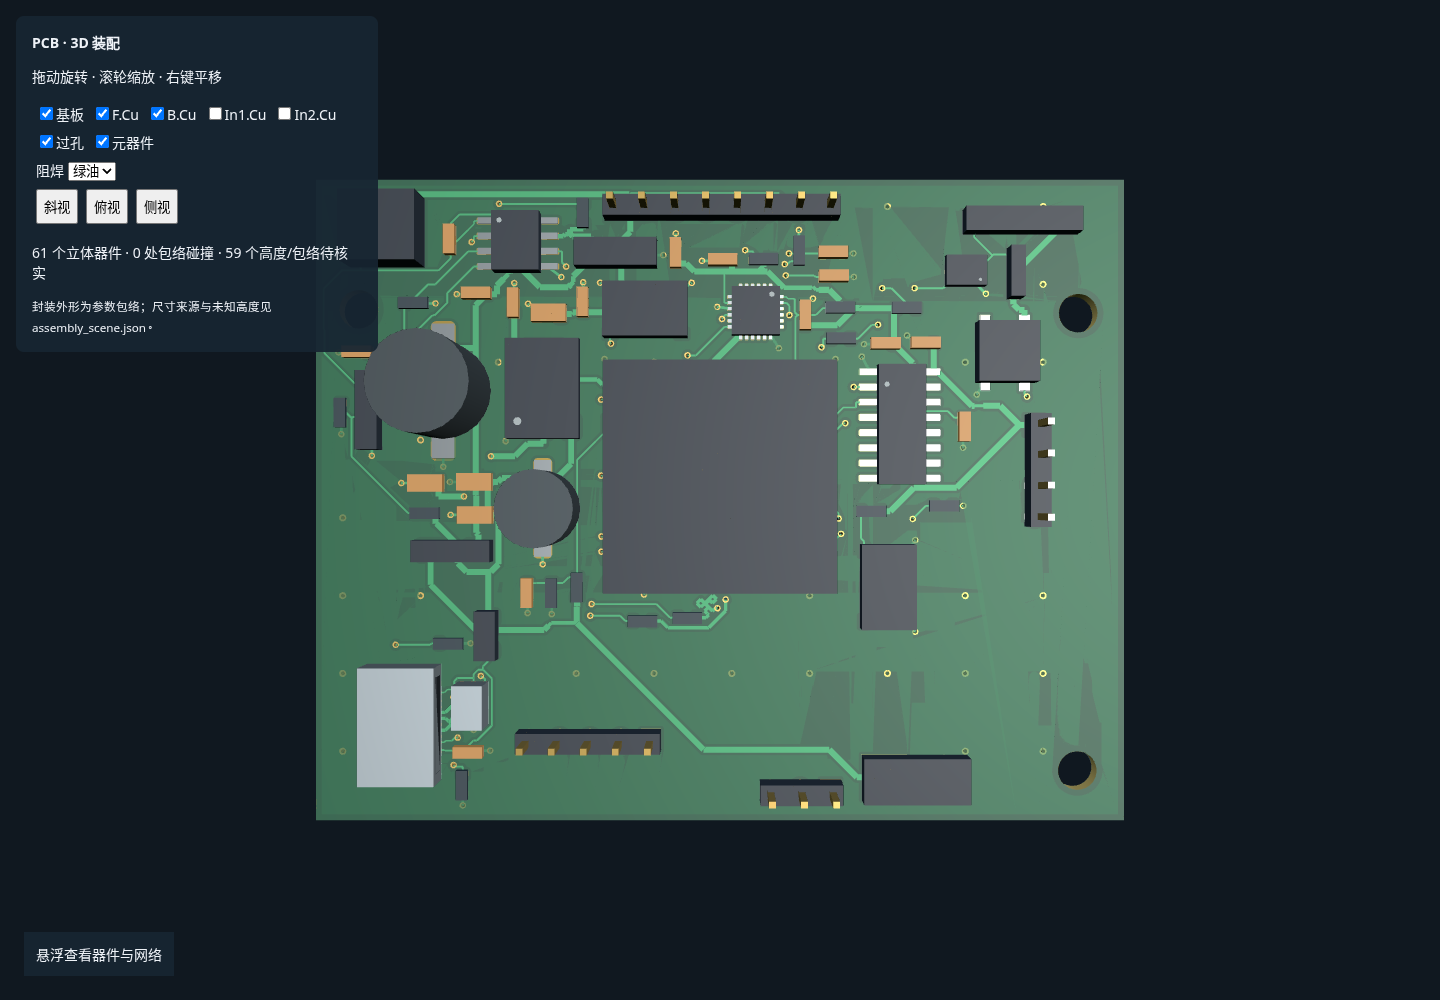 PCB · 3D 装配
拖动旋转 · 滚轮缩放 · 右键平移
基板 F.Cu B.Cu In1.Cu In2.Cu
过孔 元器件
阻焊 绿油
斜视 俯视 侧视
61 个立体器件 · 0 处包络碰撞 · 59 个高度/包络待核
实
封装外形为参数包络；尺寸来源与未知高度见
assembly_scene.json。
悬浮查看器件与网络